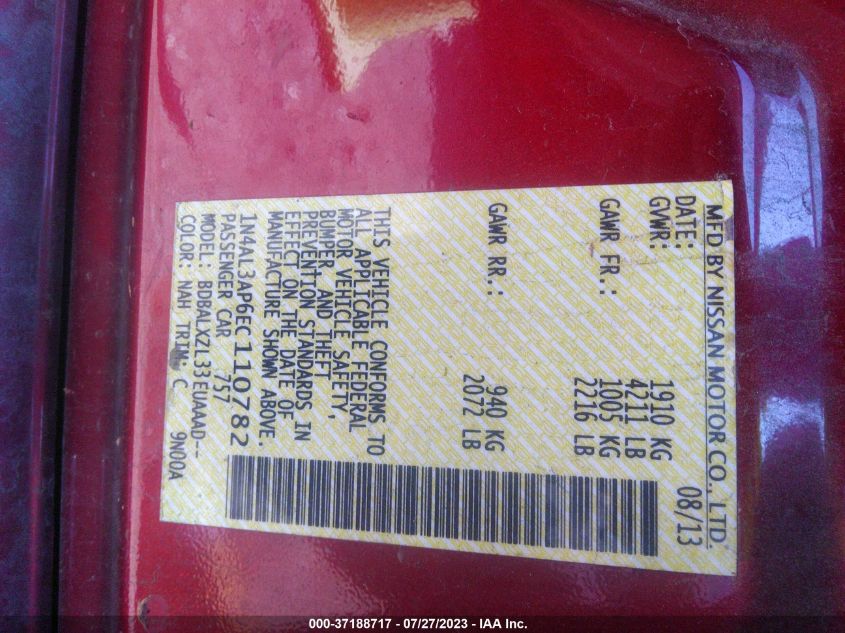 MFD BY NISSAN MOTOR CO., LTD.
DATE: 08/13
GVWR: 1910 KG
4211 LB
GAWR FR.: 1005 KG
2216 LB
GAWR RR.: 940 KG
2072 LB
THIS VEHICLE CONFORMS TO
ALL APPLICABLE FEDERAL
MOTOR VEHICLE SAFETY,
BUMPER, AND THEFT
PREVENTION STANDARDS IN
EFFECT ON THE DATE OF
MANUFACTURE SHOWN ABOVE.
1N4AL3AP6EC110782
PASSENGER CAR 757
MODEL: BDBALXZL33EUAAAD--
COLOR: NAH TRIM: C 9N00A
000-37188717 - 07/27/2023 - IAA Inc.